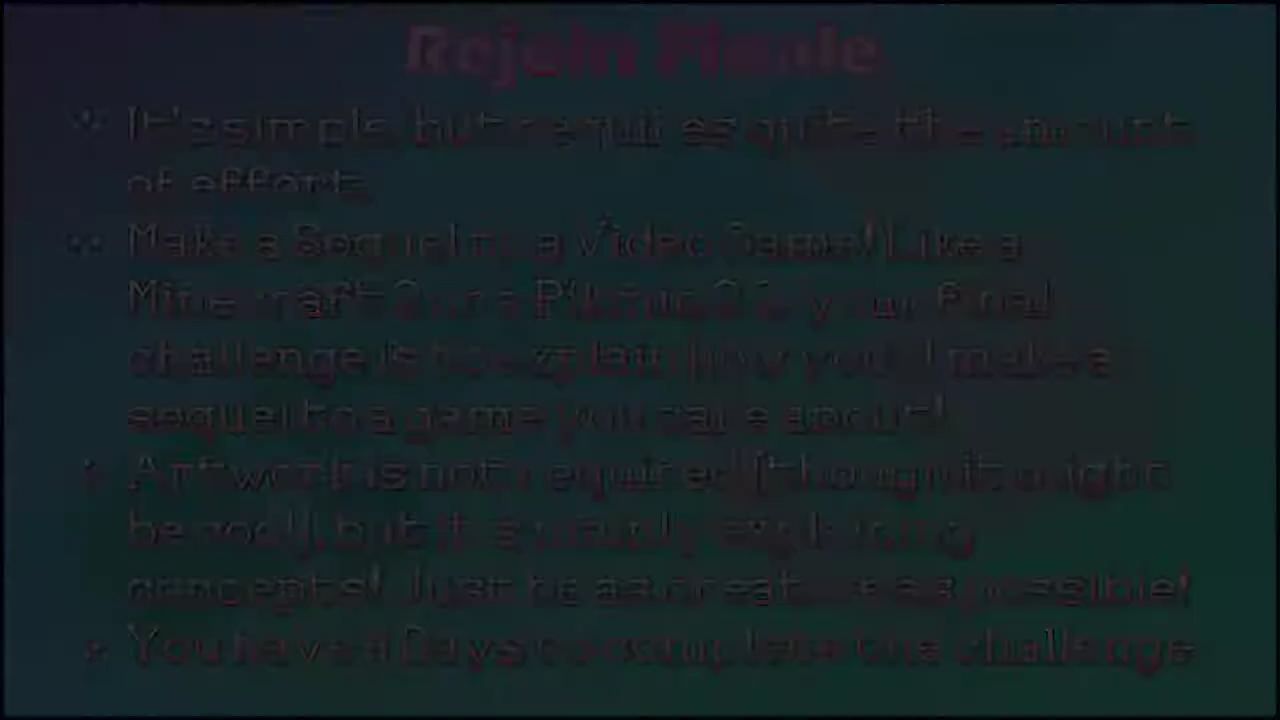 Rejoin Finale
It's simple, but requires quite the amount
of effort.
Make a Sequel to a Video Game! Like a
Minecraft 2 or a Pikmin your Final
challenge is to explain how you'd make a
sequel to a game you care about!
Artwork is not required (though it might
be cool), but it's mainly explaining
concepts! Just be as creative as possible!
You have Days to complete the challenge